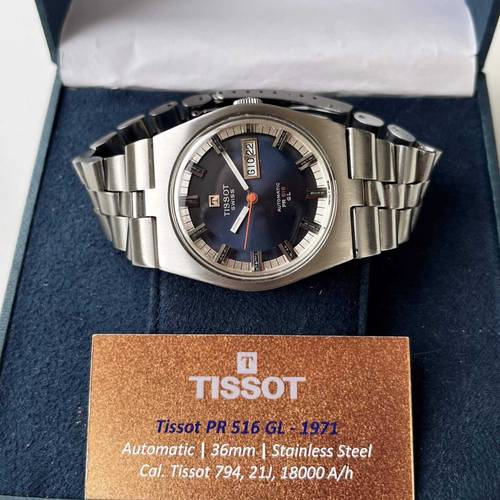 GIO 22
T
TISSOT
SWISS
AUTOMATIC
PR 516
GL
T
TISSOT
Tissot PR 516 GL - 1971
Automatic | 36mm | Stainless Steel
Cal. Tissot 794, 21J, 18000 A/h